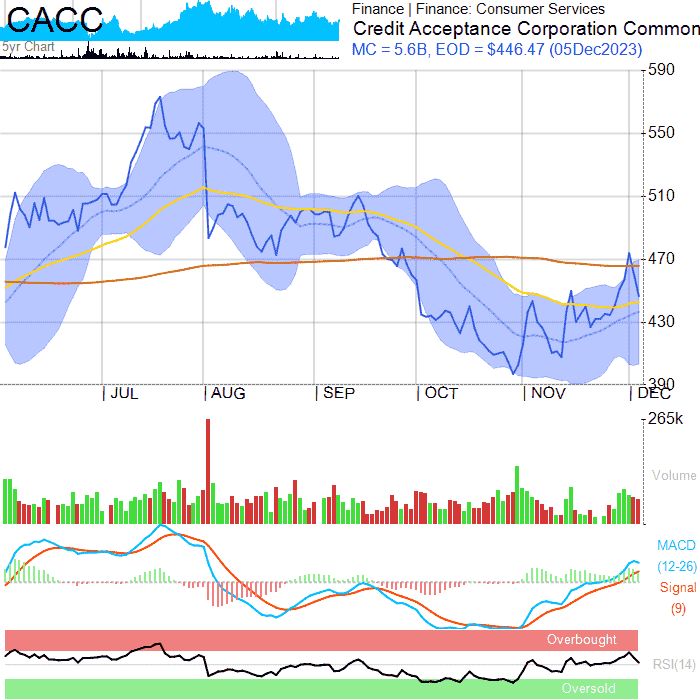 CACC
5yr Chart
Finance | Finance: Consumer Services
Credit Acceptance Corporation Common
MC = 5.6B, EOD = $446.47 (05Dec2023)
590
550
510
470
430
390
JUL AUG SEP OCT NOV DEC
265k
Volume
MACD
(12-26)
Signal
(9)
Overbought
RSI(14)
Oversold